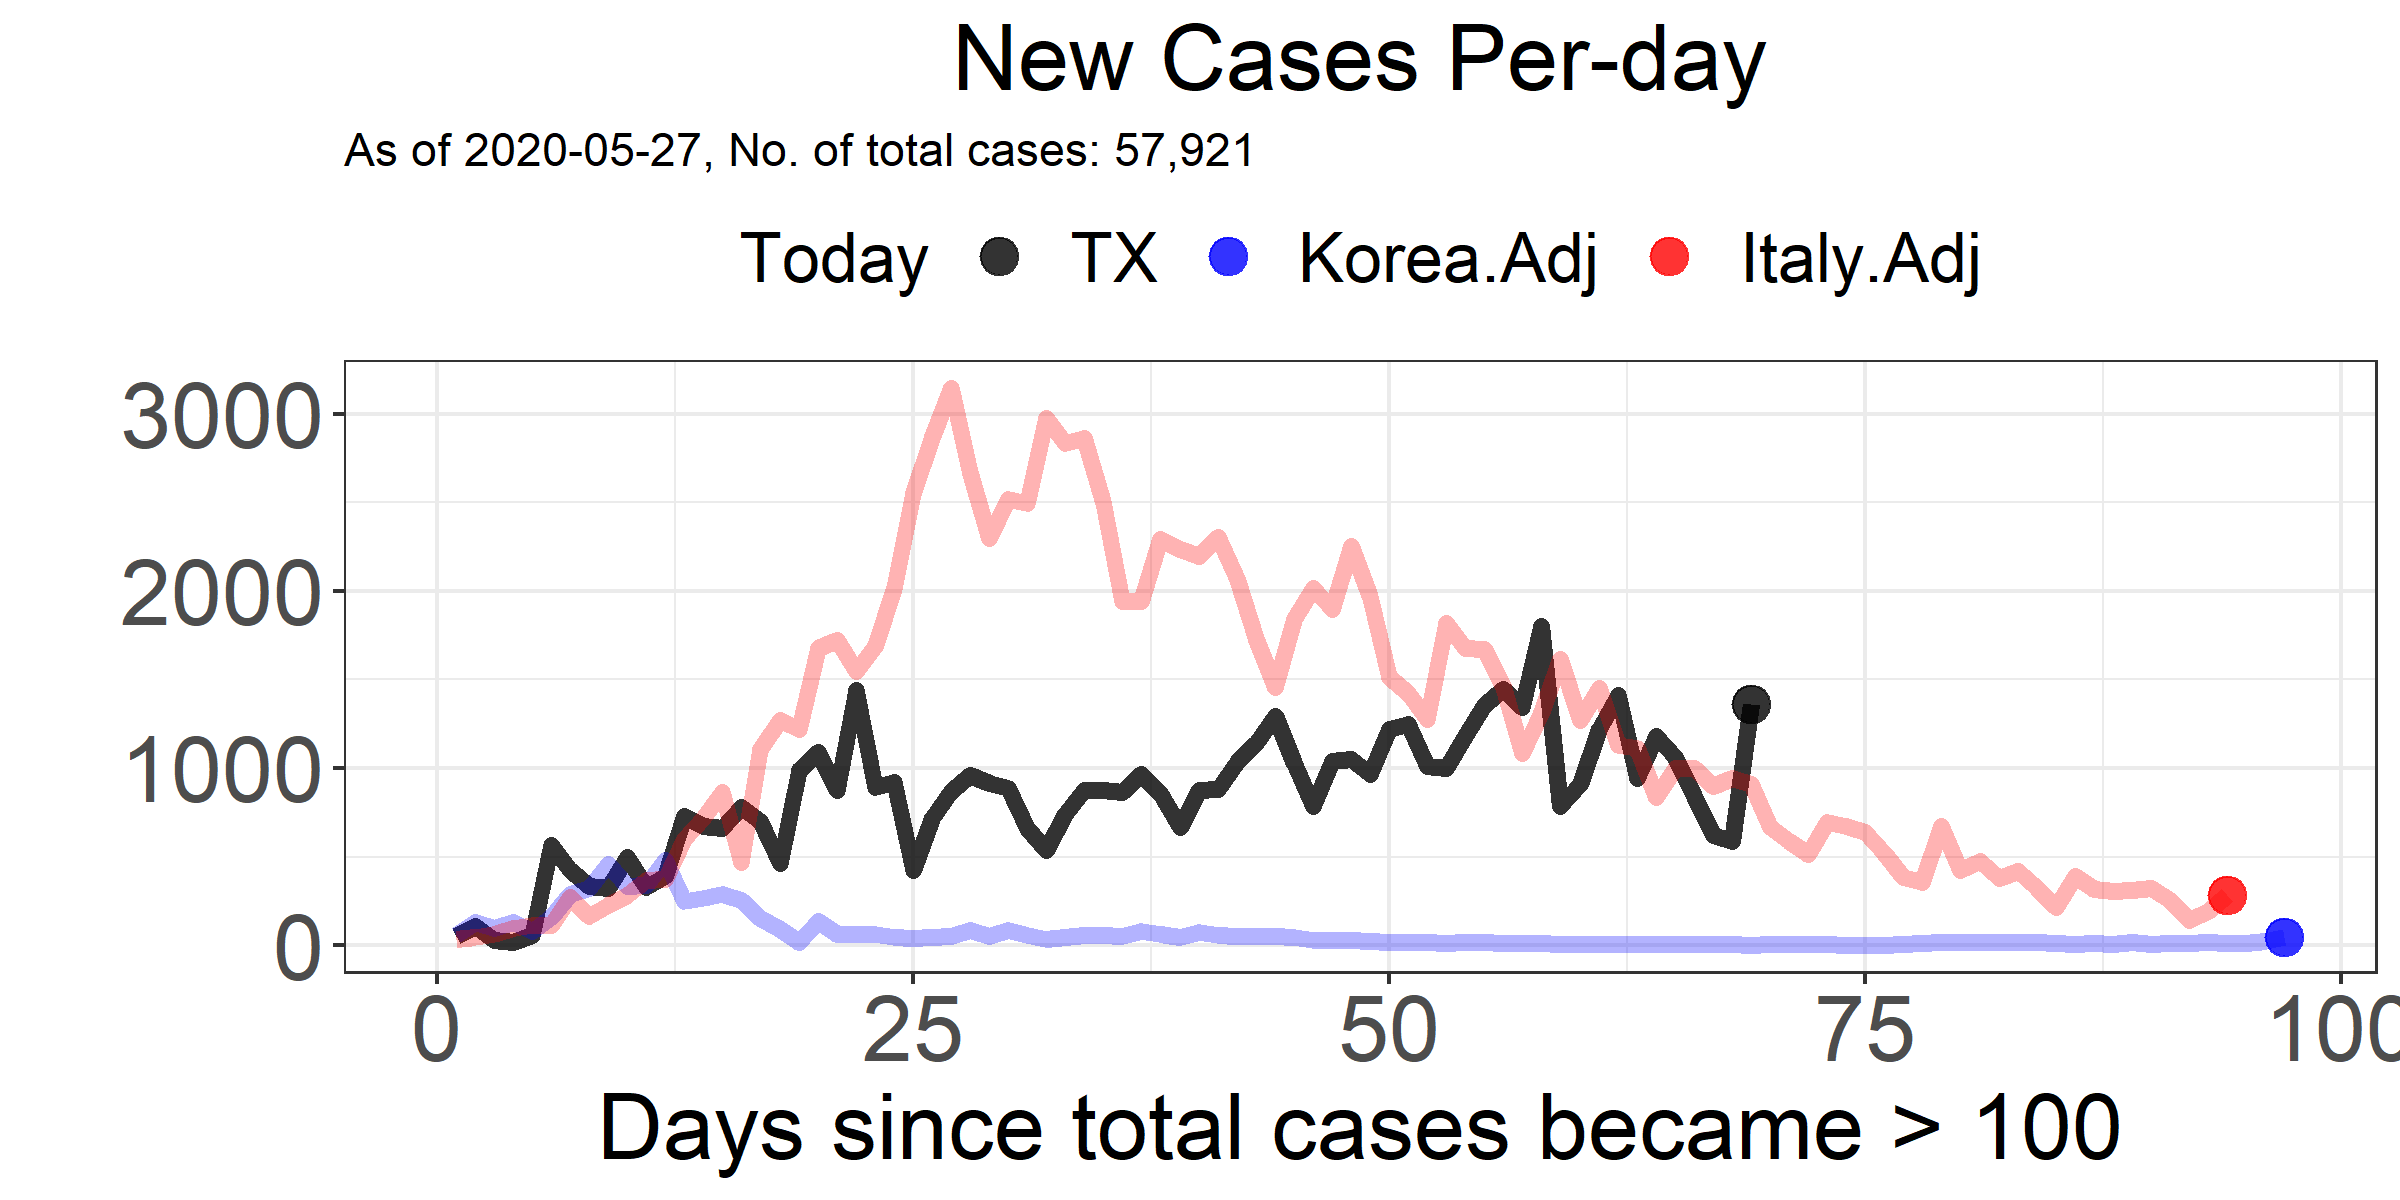 New Cases Per-day
As of 2020-05-27, No. of total cases: 57,921
Today TX Korea.Adj Italy.Adj
3000
2000
1000
0
0 25 50 75 100
Days since total cases became > 100